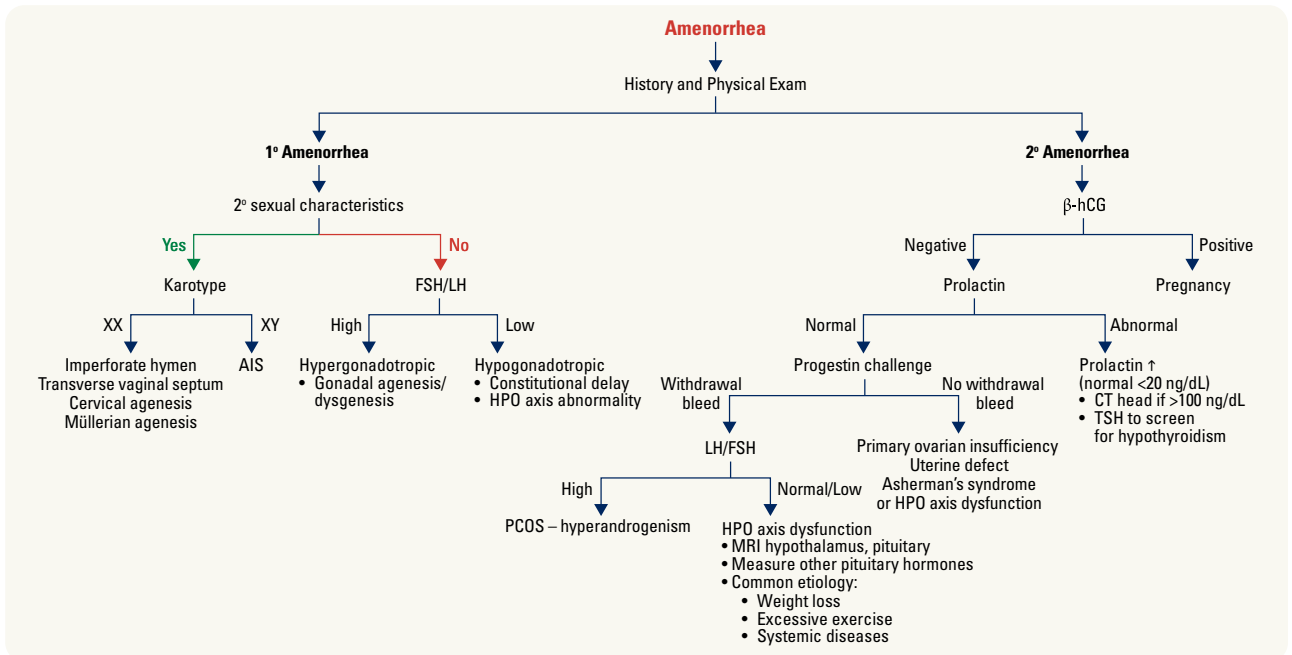 Amenorrhea
History and Physical Exam
1º Amenorrhea
2º Amenorrhea
2º sexual characteristics
β-hCG
Yes
No
Negative
Positive
Karotype
FSH/LH
Prolactin
Pregnancy
XX
XY
High
Low
Normal
Abnormal
Imperforate hymen
Transverse vaginal septum
Cervical agenesis
Müllerian agenesis
AIS
Hypergonadotropic
• Gonadal agenesis/
dysgenesis
Hypogonadotropic
• Constitutional delay
• HPO axis abnormality
Progestin challenge
Prolactin ↑
(normal <20 ng/dL)
• CT head if >100 ng/dL
• TSH to screen
for hypothyroidism
Withdrawal
bleed
No withdrawal
bleed
LH/FSH
Primary ovarian insufficiency
Uterine defect
Asherman's syndrome
or HPO axis dysfunction
High
Normal/Low
PCOS – hyperandrogenism
HPO axis dysfunction
• MRI hypothalamus, pituitary
• Measure other pituitary hormones
• Common etiology:
• Weight loss
• Excessive exercise
• Systemic diseases